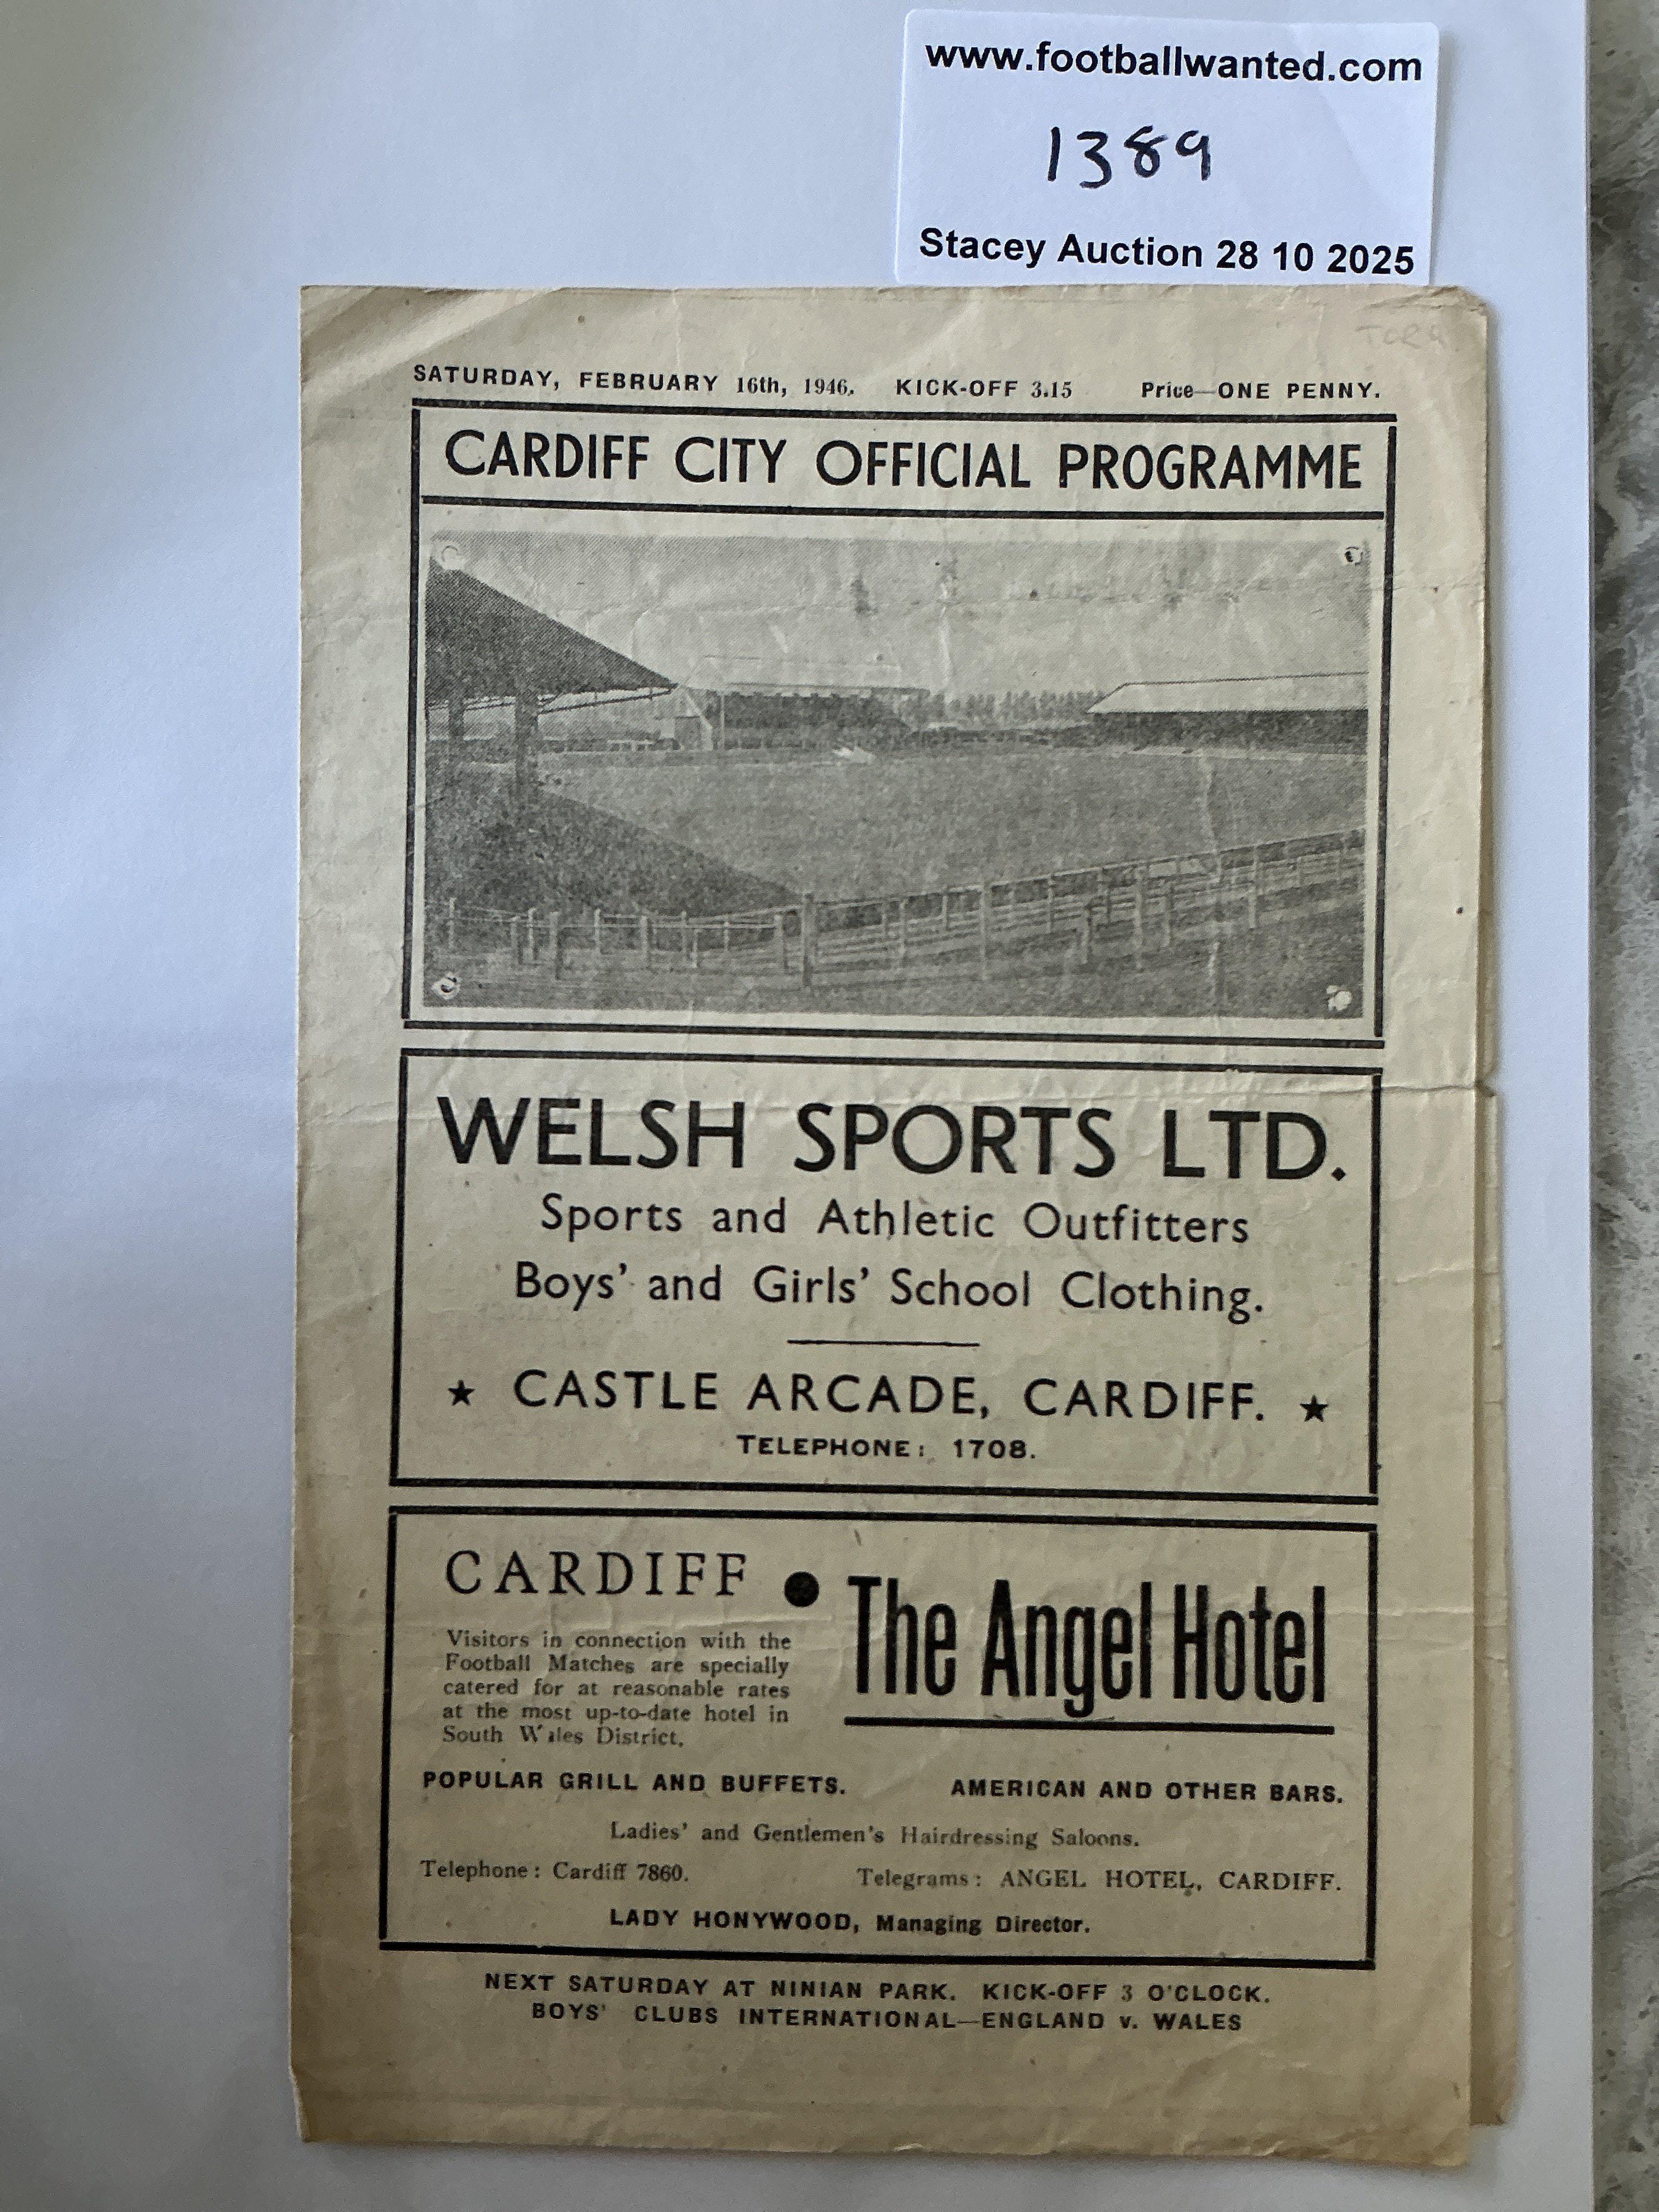 www.footballwanted.com
1389
Stacey Auction 28 10 2025
SATURDAY, FEBRUARY 16th, 1946. KICK-OFF 3.15 Price—ONE PENNY.
CARDIFF CITY OFFICIAL PROGRAMME
WELSH SPORTS LTD.
Sports and Athletic Outfitters
Boys' and Girls' School Clothing.
★ CASTLE ARCADE, CARDIFF. ★
TELEPHONE: 1708.
CARDIFF • The Angel Hotel
Visitors in connection with the
Football Matches are specially
catered for at reasonable rates
at the most up-to-date hotel in
South Wales District.
POPULAR GRILL AND BUFFETS. AMERICAN AND OTHER BARS.
Ladies' and Gentlemen's Hairdressing Saloons.
Telephone: Cardiff 7860. Telegrams: ANGEL HOTEL, CARDIFF.
LADY HONYWOOD, Managing Director.
NEXT SATURDAY AT NINIAN PARK. KICK-OFF 3 O'CLOCK.
BOYS' CLUBS INTERNATIONAL—ENGLAND v. WALES